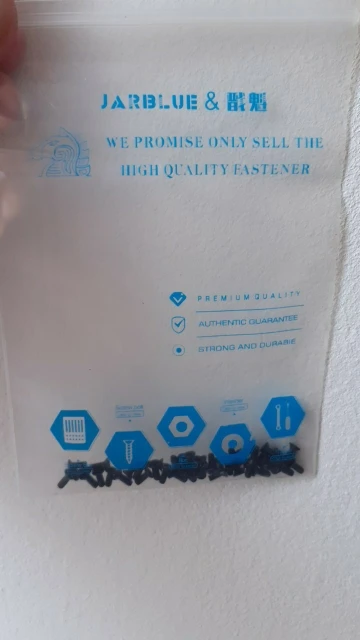 JARBLUE &
WE PROMISE ONLY SELL THE
HIGH QUALITY FASTENER
PREMIUM QUALITY
AUTHENTIC GUARANTEE
STRONG AND DURABLE